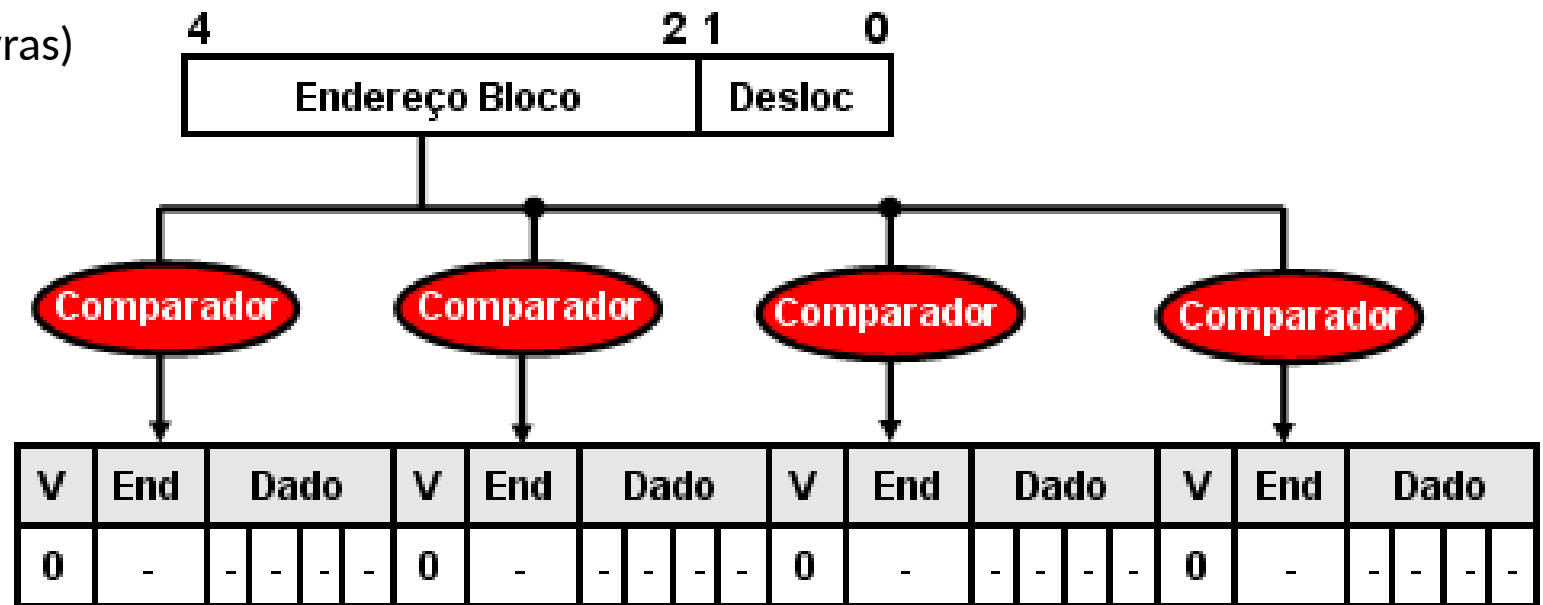 4 2 1 0
ras)
Endereço Bloco Desloc
Comparador Comparador Comparador Comparador
V End Dado V End Dado V End Dado V End Dado
0 - - - - - 0 - - - - - 0 - - - - - 0 - - - - -